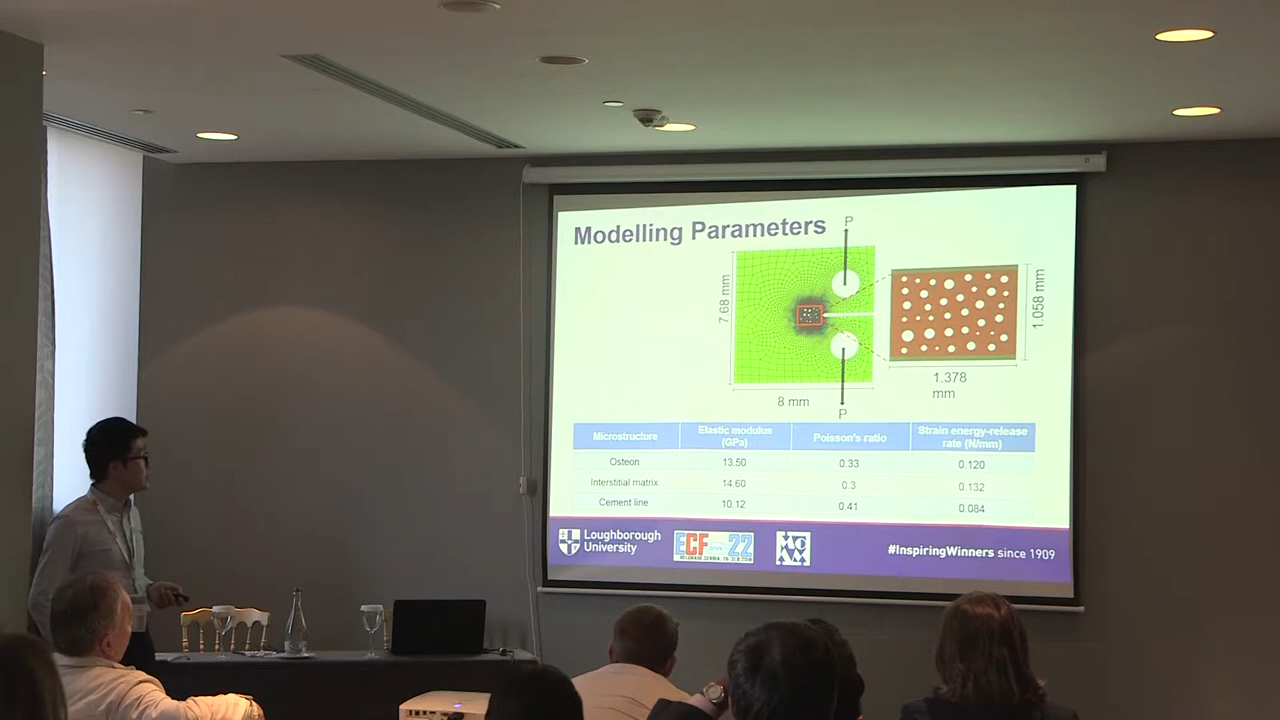 Modelling Parameters
P
7.68 mm
1.058 mm
1.378
mm
8 mm
P
Microstructure
Elastic modulus
(GPa)
Poisson's ratio
Strain energy-release
rate (N/mm)
Osteon
13.50
0.33
0.120
Interstitial matrix
14.60
0.3
0.132
Cement line
10.12
0.41
0.084
Loughborough
University
ECF 22
BELGRADE, SERBIA,
#InspiringWinners since 1909